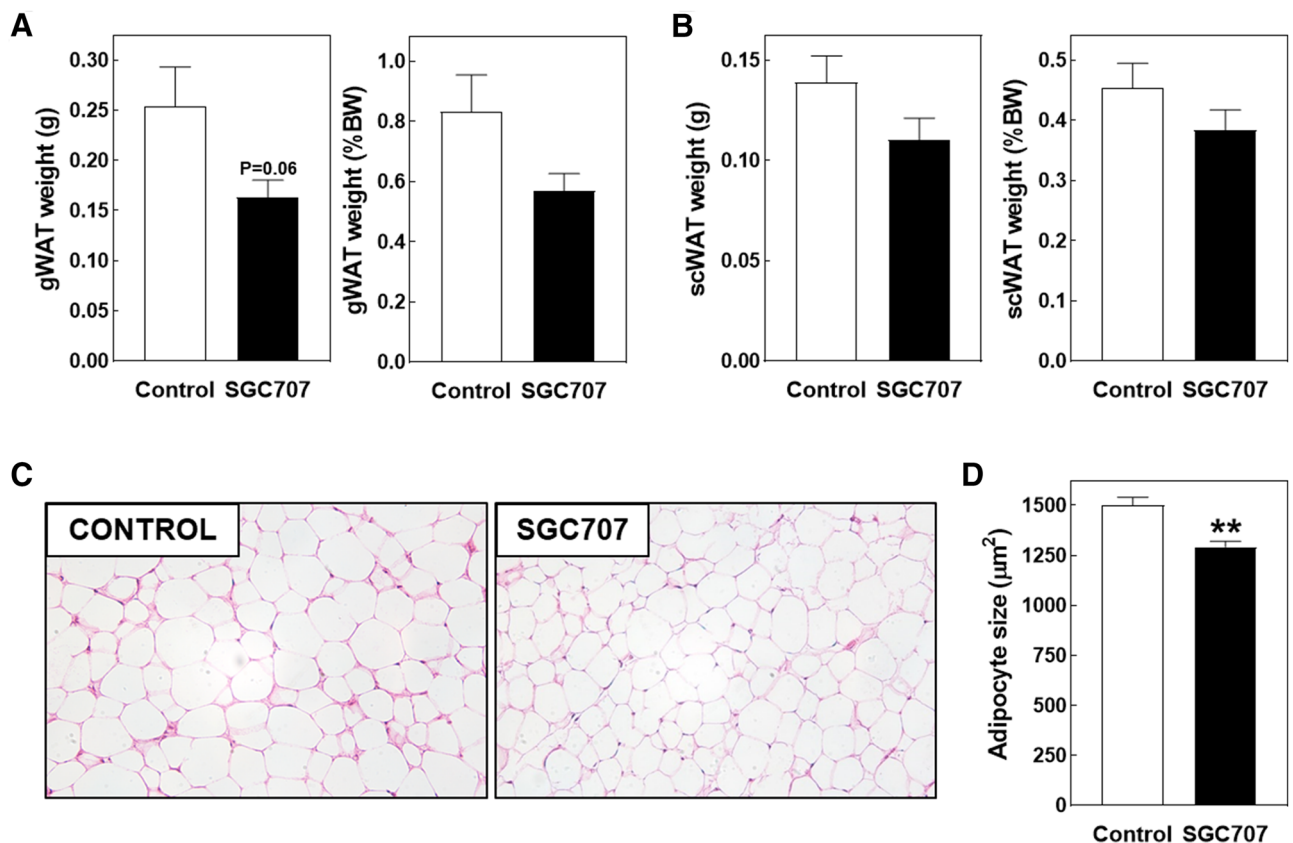 A
gWAT weight (g)
0.30
0.25
0.20
0.15
0.10
0.05
0.00
P=0.06
Control SGC707
gWAT weight (%BW)
1.0
0.8
0.6
0.4
0.2
0.0
Control SGC707
B
scWAT weight (g)
0.15
0.10
0.05
0.00
Control SGC707
scWAT weight (%BW)
0.5
0.4
0.3
0.2
0.1
0.0
Control SGC707
C
CONTROL
SGC707
D
Adipocyte size (μm²)
1500
1250
1000
750
500
250
0
**
Control SGC707